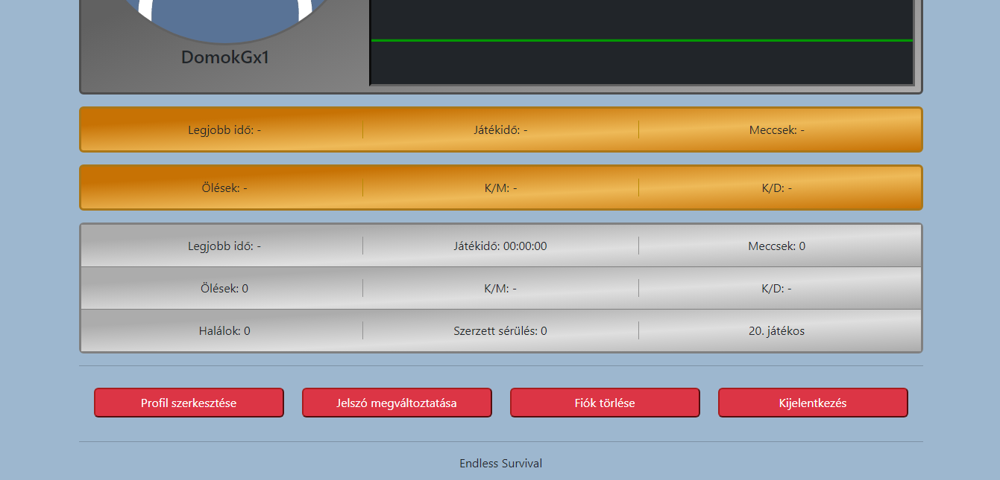 DomokGx1
Legjobb idő: - Játékidő: - Meccsek: -
Ölések: - K/M: - K/D: -
Legjobb idő: - Játékidő: 00:00:00 Meccsek: 0
Ölések: 0 K/M: - K/D: -
Halálok: 0 Szerzett sérülés: 0 20. játékos
Profil szerkesztése Jelszó megváltoztatása Fiók törlése Kijelentkezés
Endless Survival